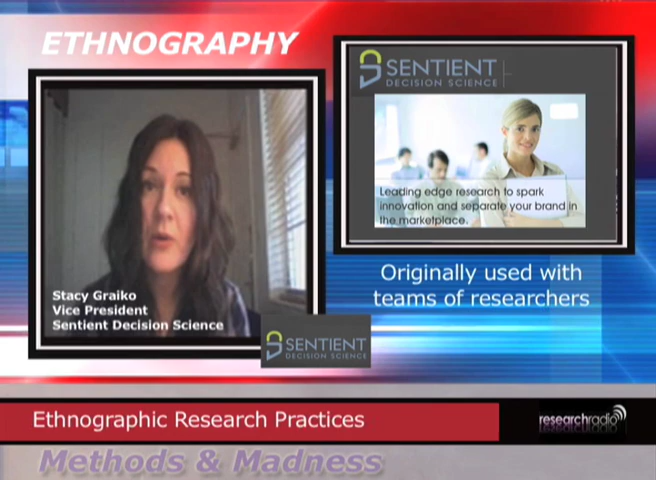 ETHNOGRAPHY
SENTIENT
DECISION SCIENCE
Leading edge research to spark
innovation and separate your brand in
the marketplace.
Stacy Graiko
Vice President
Sentient Decision Science
Originally used with
teams of researchers
SENTIENT
DECISION SCIENCE
Ethnographic Research Practices
researchradio
Methods & Madness